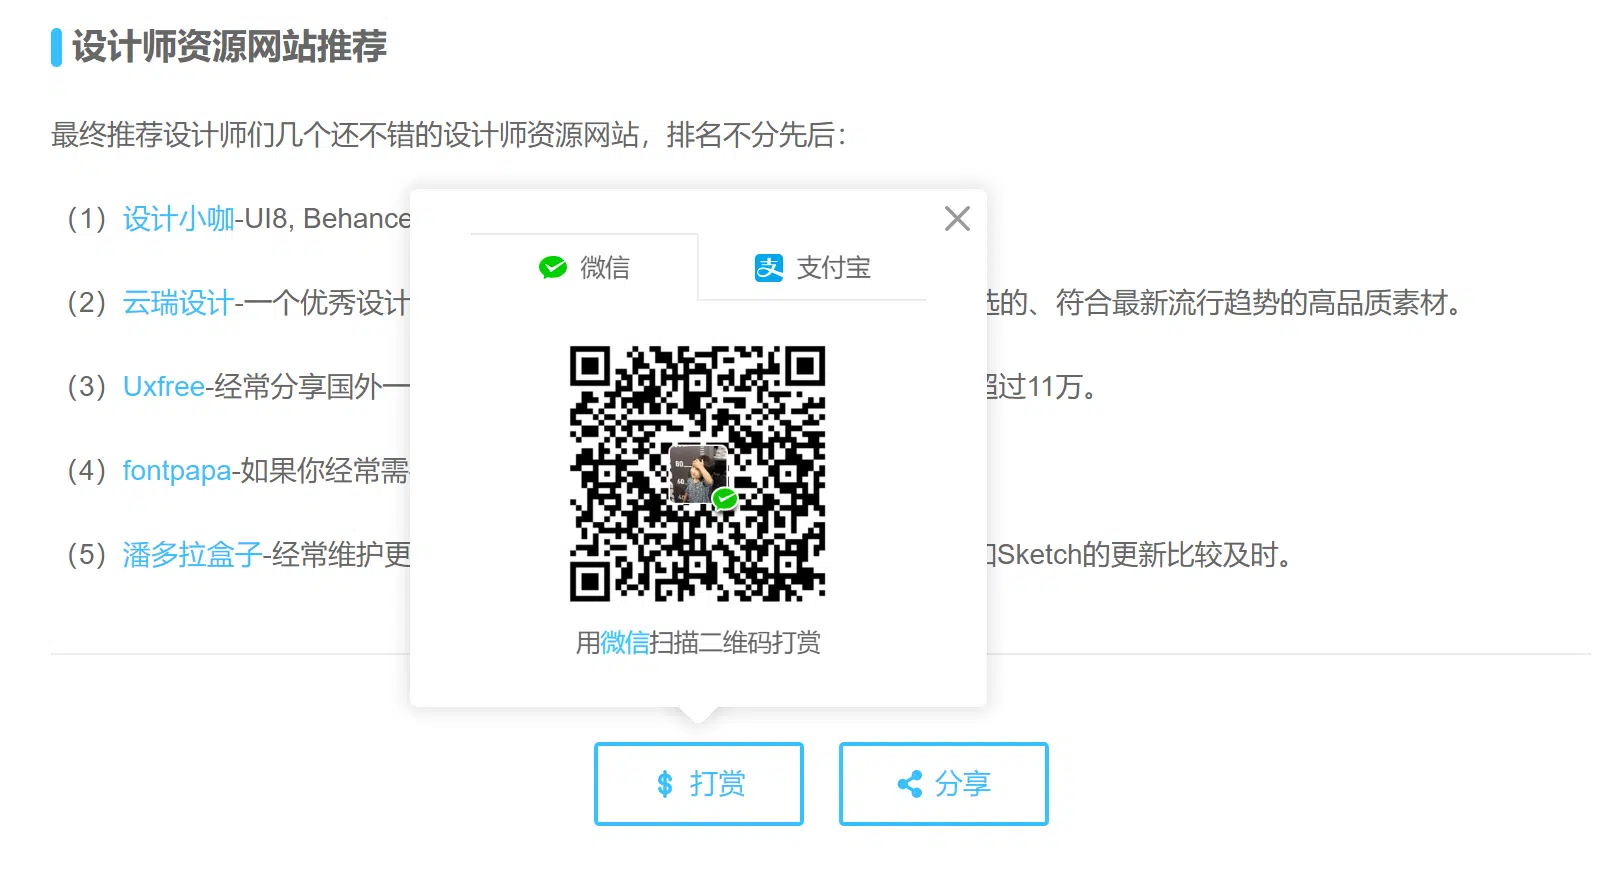 设计师资源网站推荐
最终推荐设计师们几个还不错的设计师资源网站，排名不分先后：
（1）设计小咖-UI8, Behance
微信
支付宝
（2）云瑞设计-一个优秀设计
的、符合最新流行趋势的高品质素材。
（3）Uxfree-经常分享国外一
超过11万。
（4）fontpapa-如果你经常需
（5）潘多拉盒子-经常维护更
Sketch的更新比较及时。
80
60
40
用微信扫描二维码打赏
$ 打赏
分享